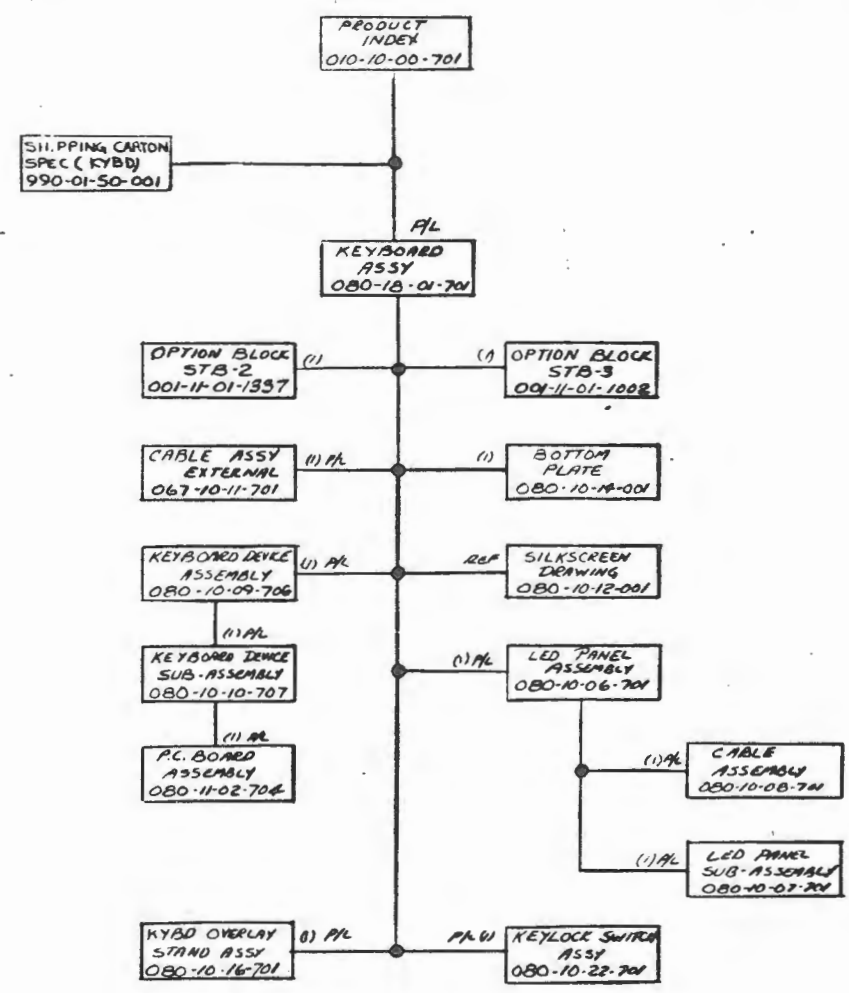 PRODUCT
INDEX
010-10-00-701
SHIPPING CARTON
SPEC (KYBD)
990-01-50-001
P/L
KEYBOARD
ASSY
080-18-01-701
OPTION BLOCK
STB-2
001-11-01-1337
(1)
(1)
OPTION BLOCK
STB-3
001-11-01-1002
CABLE ASSY
EXTERNAL
067-10-11-701
(1) P/L
(1)
BOTTOM
PLATE
080-10-14-001
KEYBOARD DEVICE
ASSEMBLY
080-10-09-706
(1) P/L
REF
SILKSCREEN
DRAWING
080-10-12-001
(1) P/L
KEYBOARD DEVICE
SUB-ASSEMBLY
080-10-10-707
(1) P/L
LED PANEL
ASSEMBLY
080-10-06-701
(1) P/L
P.C. BOARD
ASSEMBLY
080-11-02-704
(1) P/L
CABLE
ASSEMBLY
080-10-08-701
(1) P/L
LED PANEL
SUB-ASSEMBLY
080-10-07-701
KYBD OVERLAY
STAND ASSY
080-10-16-701
(1) P/L
P/L (1)
KEYLOCK SWITCH
ASSY
080-10-22-701